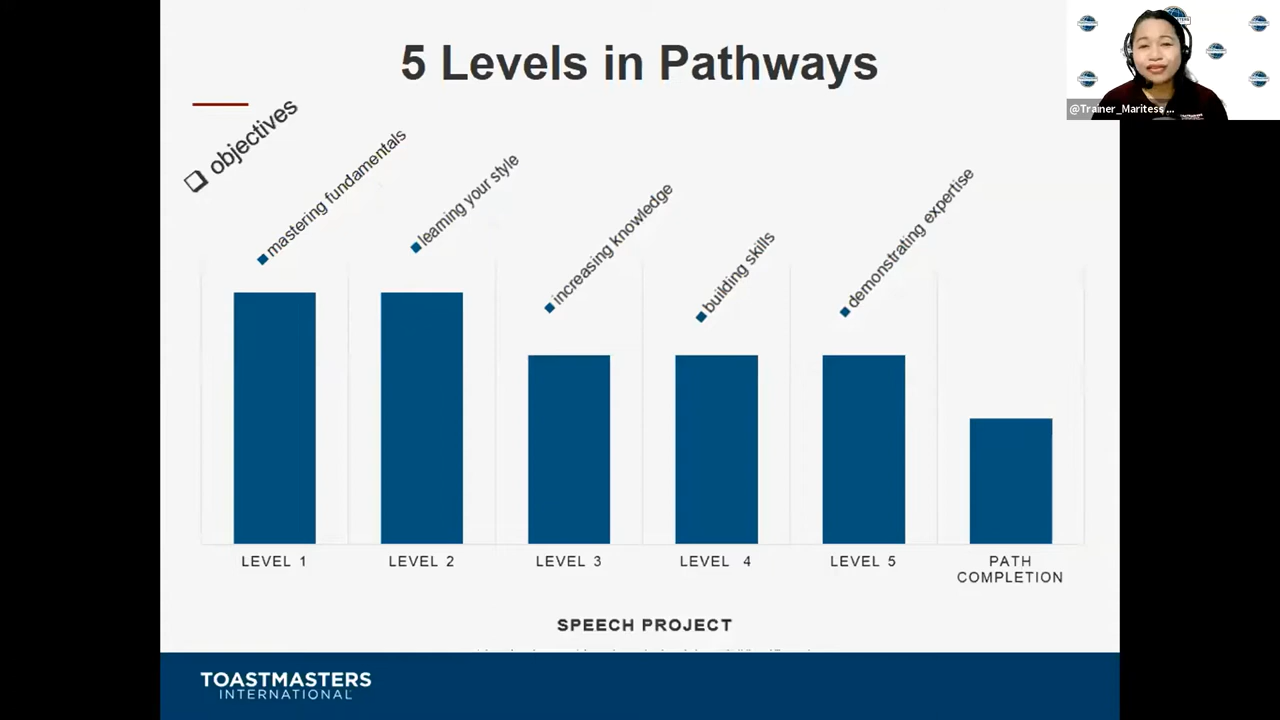 5 Levels in Pathways
@Trainer_Maritess ...
❑ objectives
mastering fundamentals
learning your style
increasing knowledge
building skills
demonstrating expertise
LEVEL 1
LEVEL 2
LEVEL 3
LEVEL 4
LEVEL 5
PATH
COMPLETION
SPEECH PROJECT
TOASTMASTERS
INTERNATIONAL